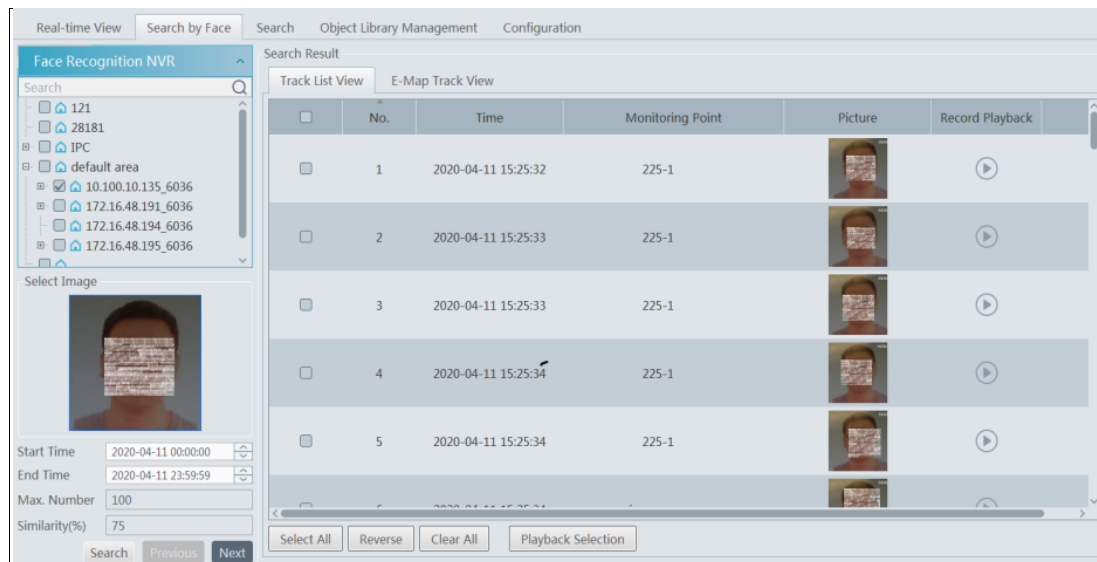 Real-time View Search by Face Search Object Library Management Configuration
Face Recognition NVR
Search
121
28181
IPC
default area
10.100.10.135_6036
172.16.48.191_6036
172.16.48.194_6036
172.16.48.195_6036
Select Image
Start Time 2020-04-11 00:00:00
End Time 2020-04-11 23:59:59
Max. Number 100
Similarity(%) 75
Search Previous Next
Search Result
Track List View E-Map Track View
No. Time Monitoring Point Picture Record Playback
1 2020-04-11 15:25:32 225-1
2 2020-04-11 15:25:33 225-1
3 2020-04-11 15:25:33 225-1
4 2020-04-11 15:25:34 225-1
5 2020-04-11 15:25:34 225-1
Select All Reverse Clear All Playback Selection